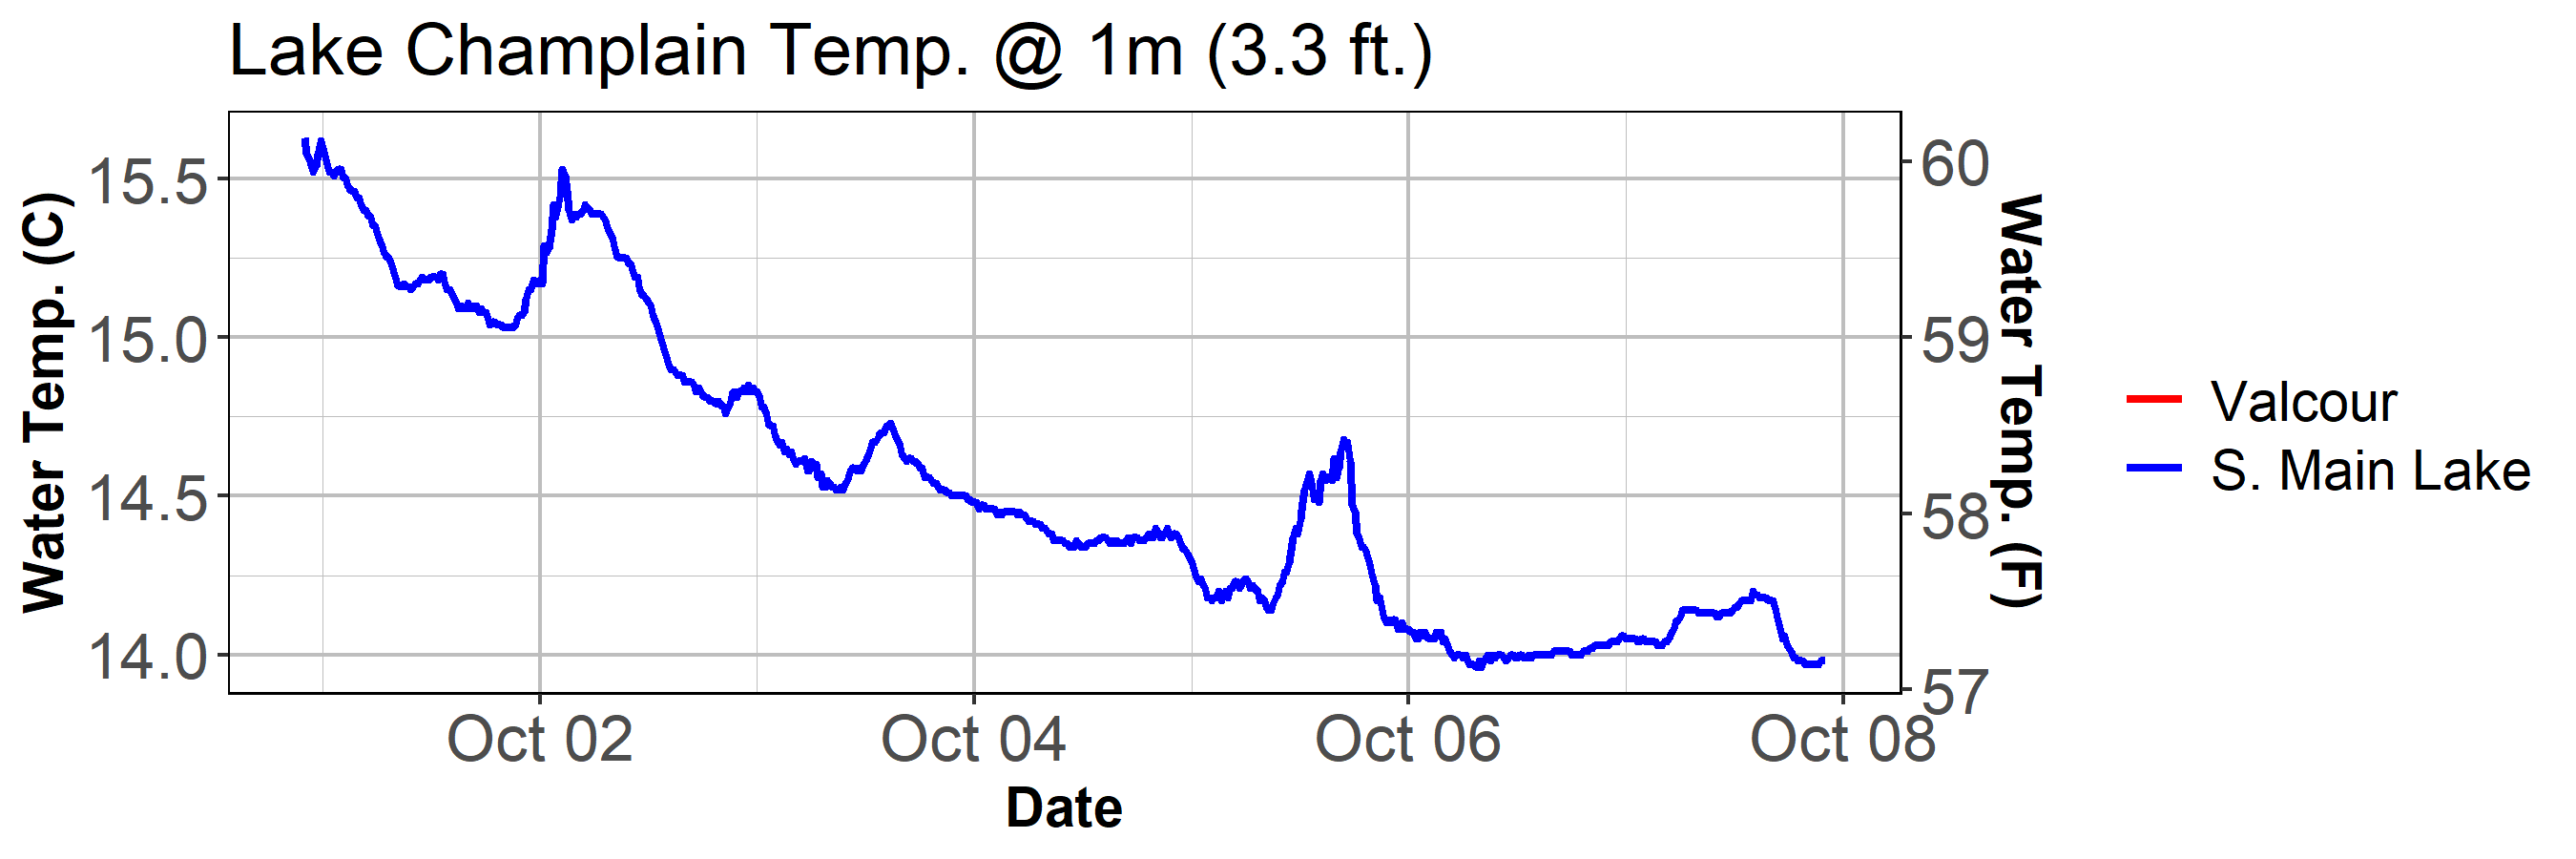 Lake Champlain Temp. @ 1m (3.3 ft.)
Water Temp. (C)
15.5
15.0
14.5
14.0
60
59
58
57
Water Temp. (F)
Oct 02
Oct 04
Oct 06
Oct 08
Date
Valcour
S. Main Lake